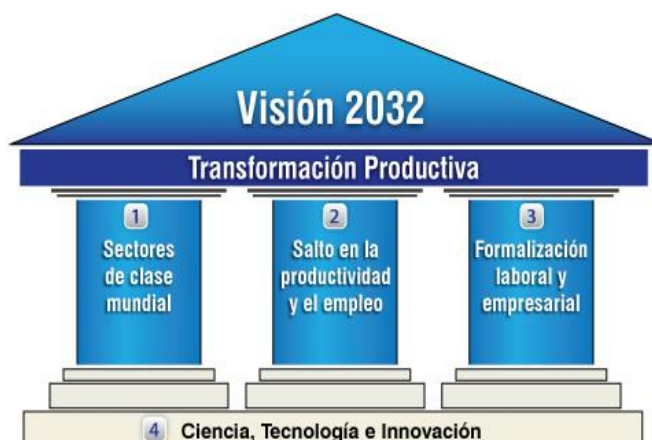 Visión 2032
Transformación Productiva
1
Sectores
de clase
mundial
2
Salto en la
productividad
y el empleo
3
Formalización
laboral y
empresarial
4 Ciencia, Tecnología e Innovación